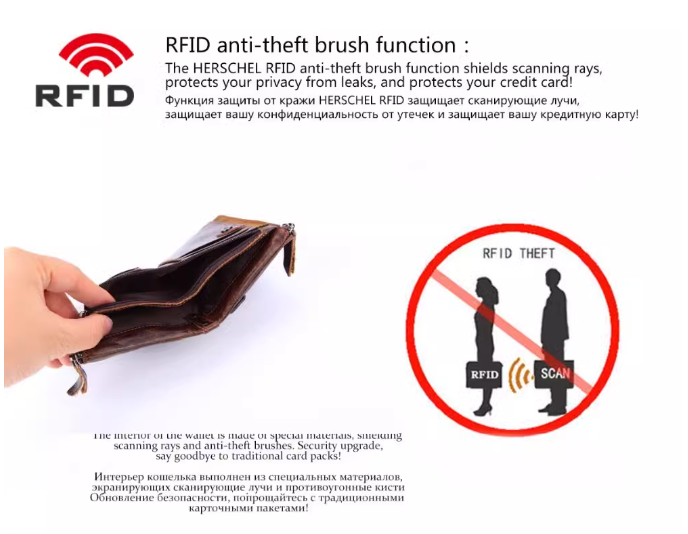 RFID
RFID anti-theft brush function：
The HERSCHEL RFID anti-theft brush function shields scanning rays,
protects your privacy from leaks, and protects your credit card!
Функция защиты от кражи HERSCHEL RFID защищает сканирующие лучи,
защищает вашу конфиденциальность от утечек и защищает вашу кредитную карту!
RFID THEFT
RFID
SCAN
The interior of the wallet is made of special materials, shielding
scanning rays and anti-theft brushes. Security upgrade,
say goodbye to traditional card packs!
Интерьер кошелька выполнен из специальных материалов,
экранирующих сканирующие лучи и противоугонные кисти
Обновление безопасности, попрощайтесь с традиционными
карточными пакетами!